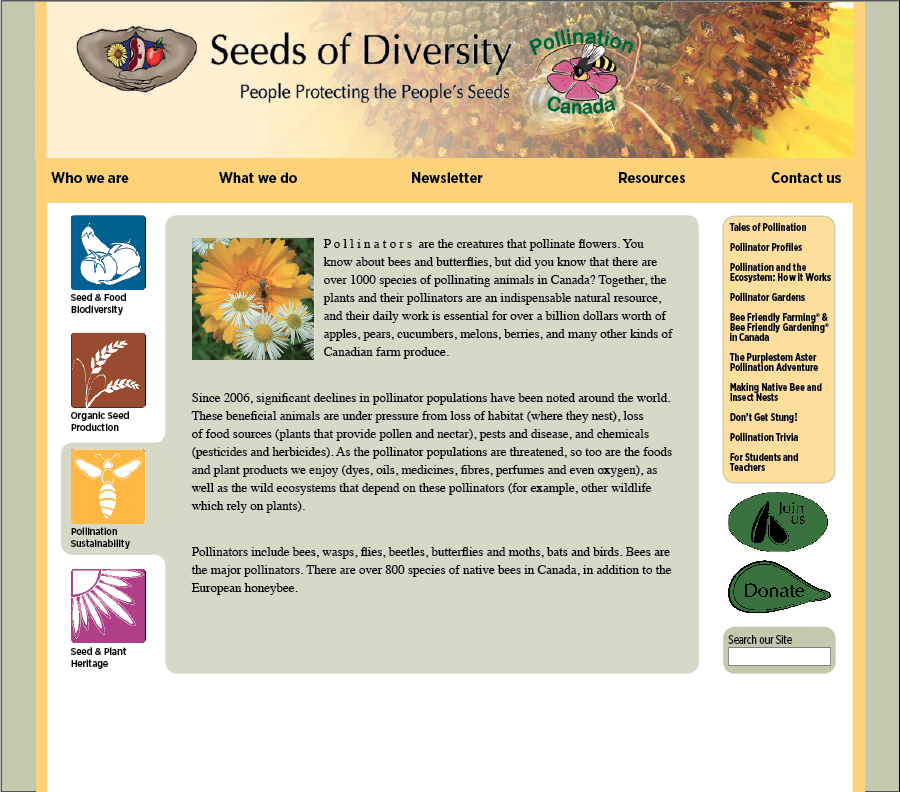 Seeds of Diversity
People Protecting the People's Seeds
Pollination
Canada
Who we are
What we do
Newsletter
Resources
Contact us
Seed & Food
Biodiversity
Organic Seed
Production
Pollination
Sustainability
Seed & Plant
Heritage
Pollinators are the creatures that pollinate flowers. You
know about bees and butterflies, but did you know that there are
over 1000 species of pollinating animals in Canada? Together, the
plants and their pollinators are an indispensable natural resource,
and their daily work is essential for over a billion dollars worth of
apples, pears, cucumbers, melons, berries, and many other kinds of
Canadian farm produce.
Since 2006, significant declines in pollinator populations have been noted around the world.
These beneficial animals are under pressure from loss of habitat (where they nest), loss
of food sources (plants that provide pollen and nectar), pests and disease, and chemicals
(pesticides and herbicides). As the pollinator populations are threatened, so too are the foods
and plant products we enjoy (dyes, oils, medicines, fibres, perfumes and even oxygen), as
well as the wild ecosystems that depend on these pollinators (for example, other wildlife
which rely on plants).
Pollinators include bees, wasps, flies, beetles, butterflies and moths, bats and birds. Bees are
the major pollinators. There are over 800 species of native bees in Canada, in addition to the
European honeybee.
Tales of Pollination
Pollinator Profiles
Pollination and the
Ecosystem: How it Works
Pollinator Gardens
Bee Friendly Farming® &
Bee Friendly Gardening®
in Canada
The Purplestem Aster
Pollination Adventure
Making Native Bee and
Insect Nests
Don't Get Stung!
Pollination Trivia
For Students and
Teachers
Join
us
Donate
Search our Site